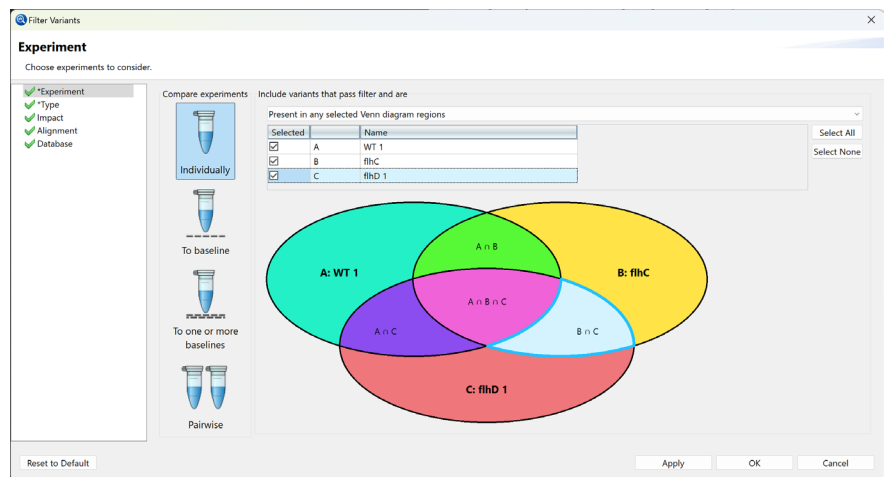 Filter Variants
Experiment
Choose experiments to consider.
*Experiment
*Type
Impact
Alignment
Database
Compare experiments
Individually
To baseline
To one or more
baselines
Pairwise
Include variants that pass filter and are
Present in any selected Venn diagram regions
Selected Name
A WT 1
B flhC
C flhD 1
Select All
Select None
A ∩ B
A: WT 1
B: flhC
A ∩ B ∩ C
A ∩ C
B ∩ C
C: flhD 1
Reset to Default
Apply
OK
Cancel